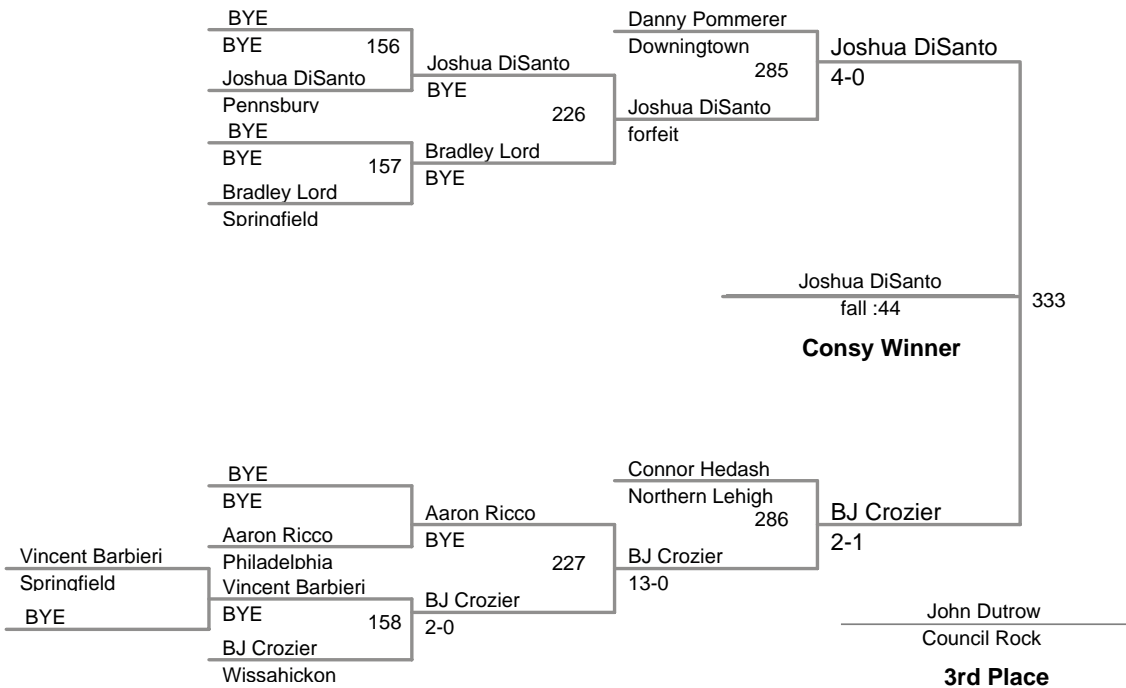 BYE
BYE
156
Joshua DiSanto
Pennsbury
BYE
BYE
157
Bradley Lord
Springfield
Joshua DiSanto
BYE
226
Bradley Lord
BYE
Danny Pommerer
Downingtown
285
Joshua DiSanto
forfeit
Joshua DiSanto
4-0
Joshua DiSanto
fall :44
333
Consy Winner
Vincent Barbieri
Springfield
BYE
BYE
BYE
Aaron Ricco
Philadelphia
Vincent Barbieri
BYE
158
BJ Crozier
Wissahickon
Aaron Ricco
BYE
227
BJ Crozier
2-0
Connor Hedash
Northern Lehigh
286
BJ Crozier
13-0
BJ Crozier
2-1
John Dutrow
Council Rock
3rd Place